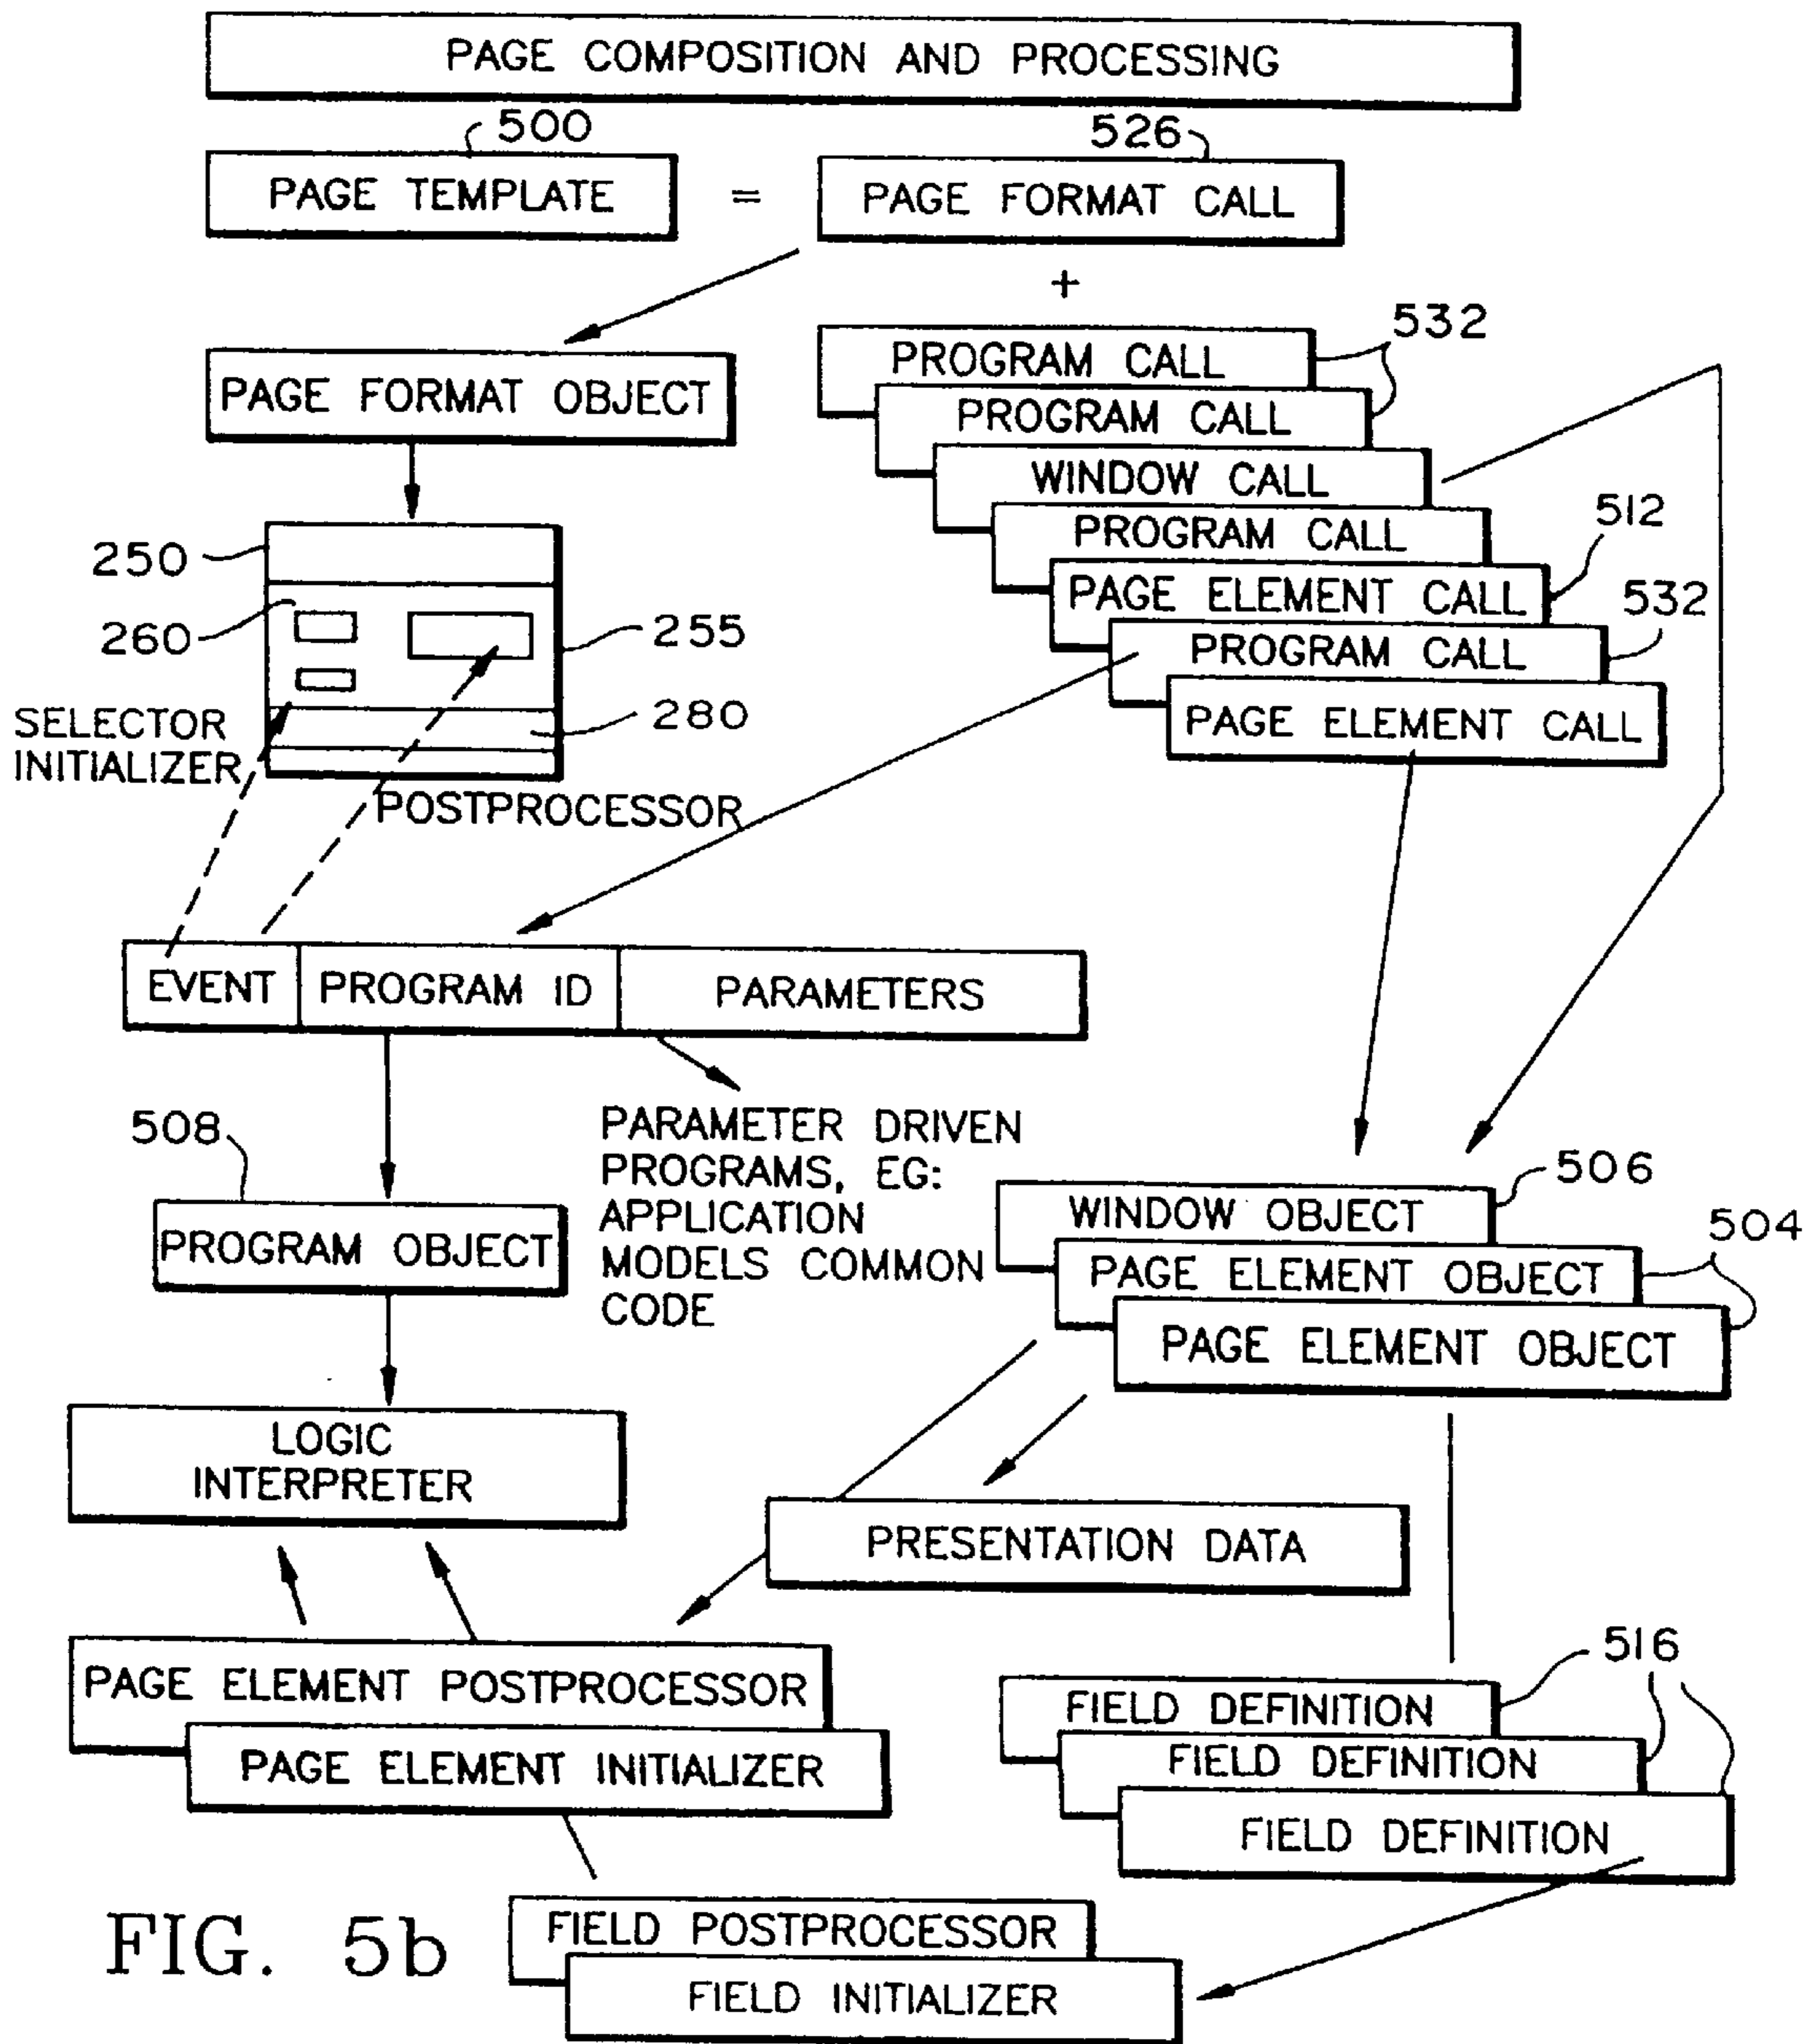 PAGE COMPOSITION AND PROCESSING
500
526
PAGE TEMPLATE = PAGE FORMAT CALL
+
532
PROGRAM CALL
PAGE FORMAT OBJECT
PROGRAM CALL
WINDOW CALL
PROGRAM CALL
512
250
PAGE ELEMENT CALL
532
260
255
PROGRAM CALL
280
PAGE ELEMENT CALL
SELECTOR
INITIALIZER
POSTPROCESSOR
EVENT PROGRAM ID PARAMETERS
508
PARAMETER DRIVEN
PROGRAMS, EG:
APPLICATION
MODELS COMMON
CODE
506
WINDOW OBJECT
504
PROGRAM OBJECT
PAGE ELEMENT OBJECT
PAGE ELEMENT OBJECT
LOGIC
INTERPRETER
PRESENTATION DATA
516
PAGE ELEMENT POSTPROCESSOR
FIELD DEFINITION
PAGE ELEMENT INITIALIZER
FIELD DEFINITION
FIELD DEFINITION
FIELD POSTPROCESSOR
FIELD INITIALIZER
FIG. 5b